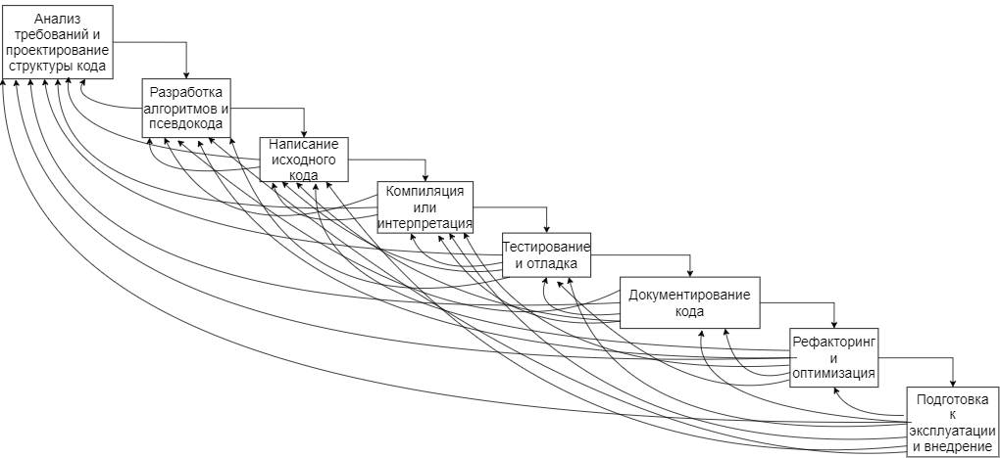 Анализ
требований и
проектирование
структуры кода
Разработка
алгоритмов и
псевдокода
Написание
исходного
кода
Компиляция
или
интерпретация
Тестирование
и отладка
Документирование
кода
Рефакторинг
и
оптимизация
Подготовка
к
эксплуатации
и внедрение